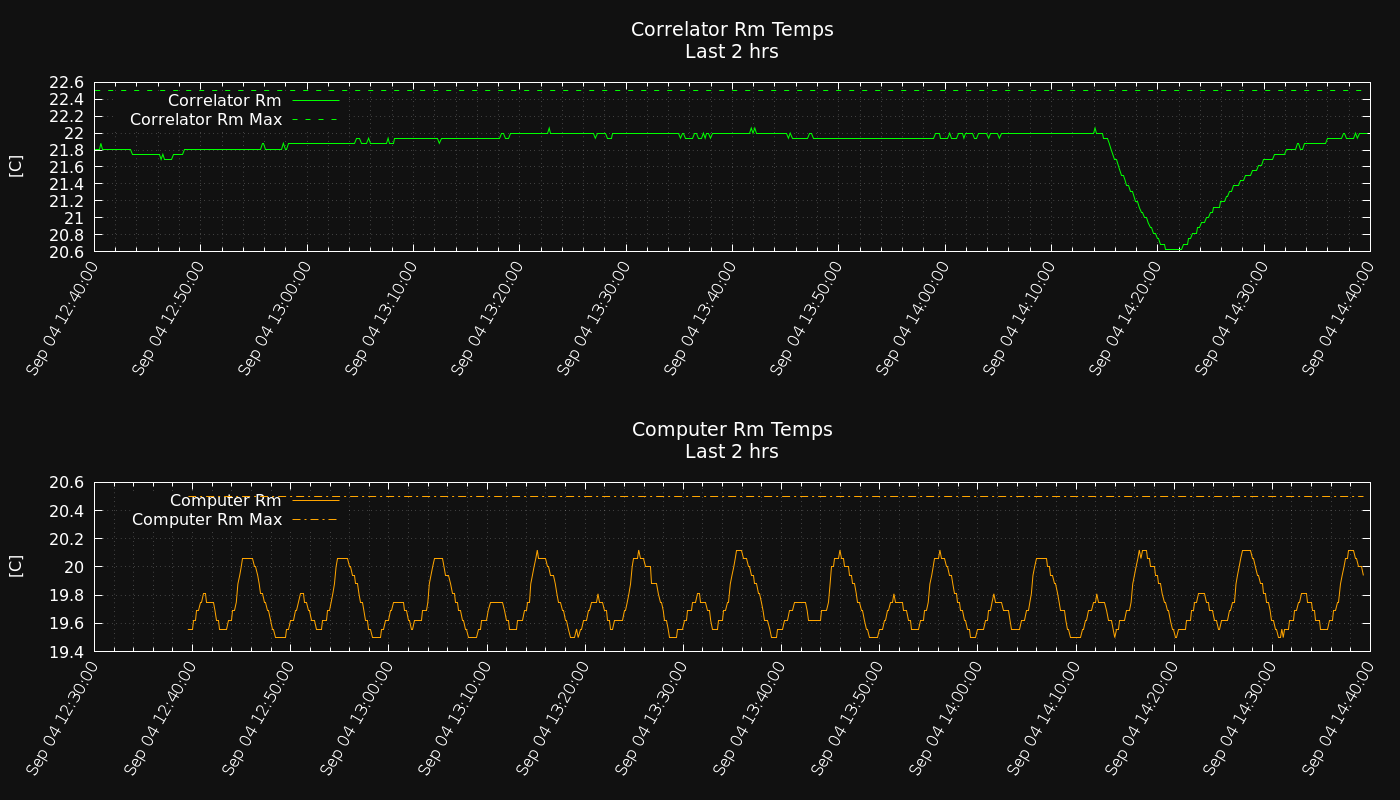 Correlator Rm Temps
Last 2 hrs
22.6
22.4
22.2
22
21.8
21.6
21.4
21.2
21
20.8
20.6
[C]
Correlator Rm
Correlator Rm Max
Sep 04 12:40:00
Sep 04 12:50:00
Sep 04 13:00:00
Sep 04 13:10:00
Sep 04 13:20:00
Sep 04 13:30:00
Sep 04 13:40:00
Sep 04 13:50:00
Sep 04 14:00:00
Sep 04 14:10:00
Sep 04 14:20:00
Sep 04 14:30:00
Sep 04 14:40:00
Computer Rm Temps
Last 2 hrs
20.6
20.4
20.2
20
19.8
19.6
19.4
[C]
Computer Rm
Computer Rm Max
Sep 04 12:30:00
Sep 04 12:40:00
Sep 04 12:50:00
Sep 04 13:00:00
Sep 04 13:10:00
Sep 04 13:20:00
Sep 04 13:30:00
Sep 04 13:40:00
Sep 04 13:50:00
Sep 04 14:00:00
Sep 04 14:10:00
Sep 04 14:20:00
Sep 04 14:30:00
Sep 04 14:40:00